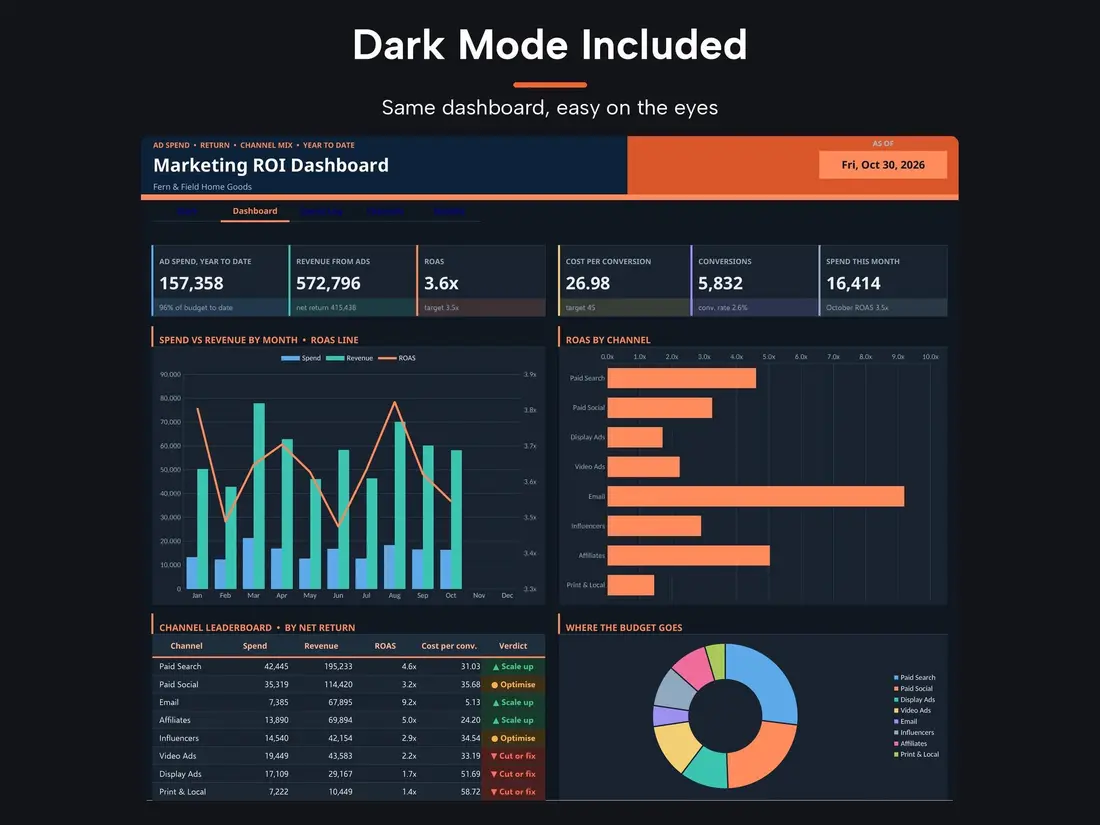 Dark Mode Included
Same dashboard, easy on the eyes
AD SPEND • RETURN • CHANNEL MIX • YEAR TO DATE
Marketing ROI Dashboard
Fern & Field Home Goods
AS OF
Fri, Oct 30, 2026
Dashboard
AD SPEND, YEAR TO DATE
157,358
96% of budget to date
REVENUE FROM ADS
572,796
net return 415,438
ROAS
3.6x
target 3.5x
COST PER CONVERSION
26.98
target 45
CONVERSIONS
5,832
conv. rate 2.6%
SPEND THIS MONTH
16,414
October ROAS 3.5x
SPEND VS REVENUE BY MONTH • ROAS LINE
Spend Revenue ROAS
90,000
80,000
70,000
60,000
50,000
40,000
30,000
20,000
10,000
0
3.9x
3.8x
3.7x
3.6x
3.5x
3.4x
3.3x
Jan Feb Mar Apr May Jun Jul Aug Sep Oct Nov Dec
ROAS BY CHANNEL
0.0x 1.0x 2.0x 3.0x 4.0x 5.0x 6.0x 7.0x 8.0x 9.0x 10.0x
Paid Search
Paid Social
Display Ads
Video Ads
Email
Influencers
Affiliates
Print & Local
CHANNEL LEADERBOARD • BY NET RETURN
Channel Spend Revenue ROAS Cost per conv. Verdict
Paid Search 42,445 195,233 4.6x 31.03 ▲ Scale up
Paid Social 35,319 114,420 3.2x 35.68 ● Optimise
Email 7,385 67,895 9.2x 5.13 ▲ Scale up
Affiliates 13,890 69,894 5.0x 24.20 ▲ Scale up
Influencers 14,540 42,154 2.9x 34.54 ● Optimise
Video Ads 19,449 43,583 2.2x 33.19 ▼ Cut or fix
Display Ads 17,109 29,167 1.7x 51.69 ▼ Cut or fix
Print & Local 7,222 10,449 1.4x 58.72 ▼ Cut or fix
WHERE THE BUDGET GOES
Paid Search
Paid Social
Display Ads
Video Ads
Email
Influencers
Affiliates
Print & Local